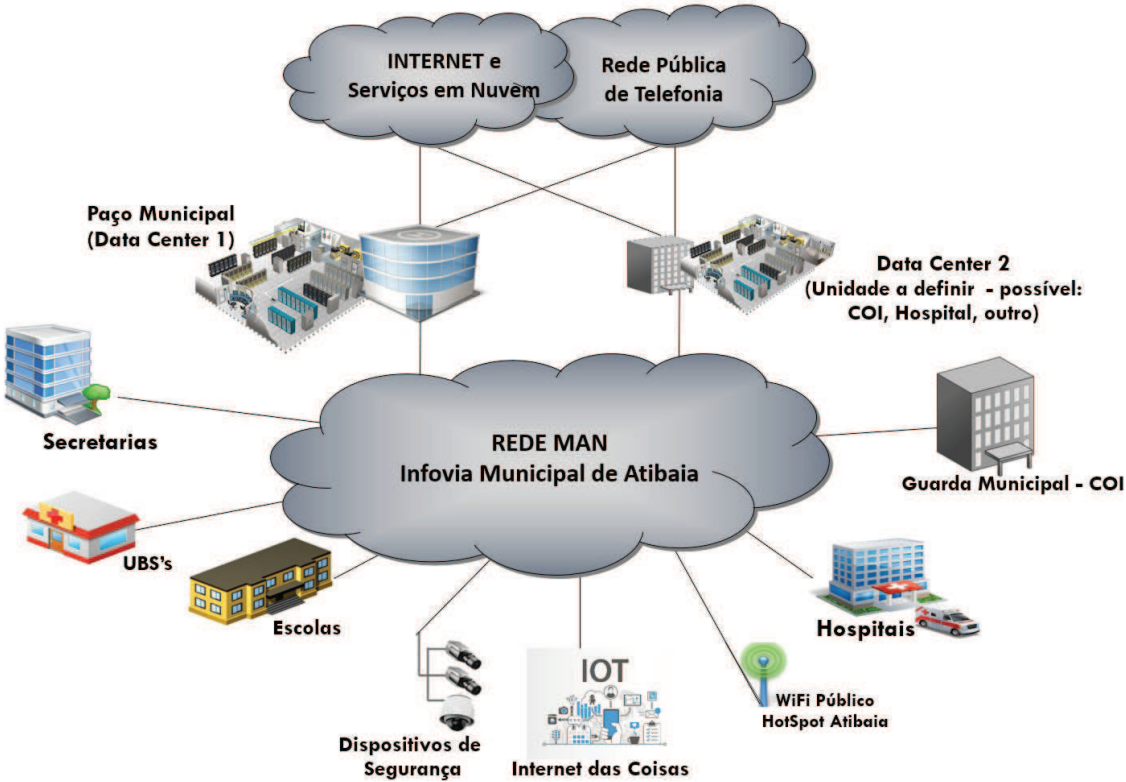 INTERNET e
Serviços em Nuvem
Rede Pública
de Telefonia
Paço Municipal
(Data Center 1)
Data Center 2
(Unidade a definir - possível:
COI, Hospital, outro)
REDE MAN
Infovia Municipal de Atibaia
Secretarias
Guarda Municipal - COI
UBS's
Escolas
Hospitais
IOT
WiFi Público
HotSpot Atibaia
Dispositivos de
Segurança
Internet das Coisas